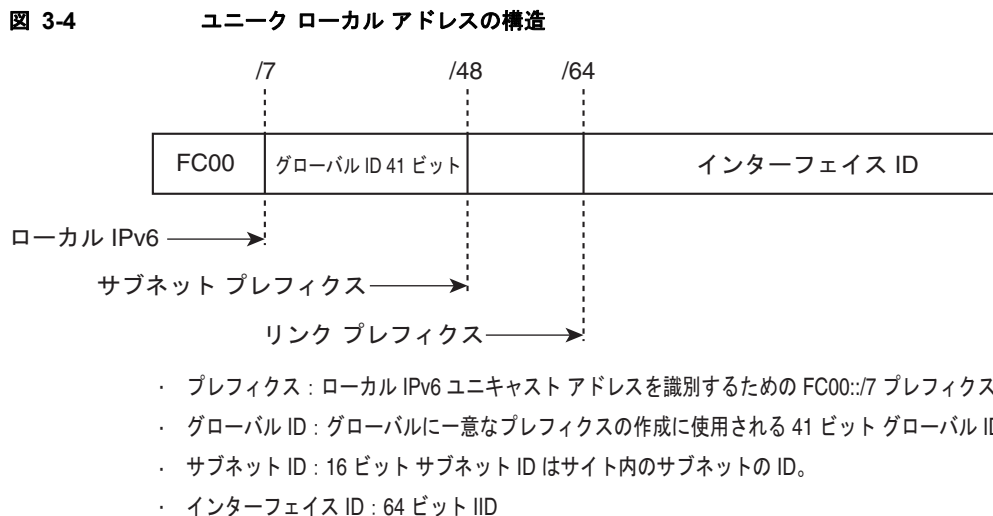 図 3-4 ユニーク ローカル アドレスの構造
/7 /48 /64
FC00 グローバル ID 41 ビット インターフェイス ID
ローカル IPv6
サブネット プレフィクス
リンク プレフィクス
· プレフィクス：ローカル IPv6 ユニキャスト アドレスを識別するための FC00::/7 プレフィクス
· グローバル ID：グローバルに一意なプレフィクスの作成に使用される 41 ビット グローバル ID
· サブネット ID：16 ビット サブネット ID はサイト内のサブネットの ID。
· インターフェイス ID：64 ビット IID